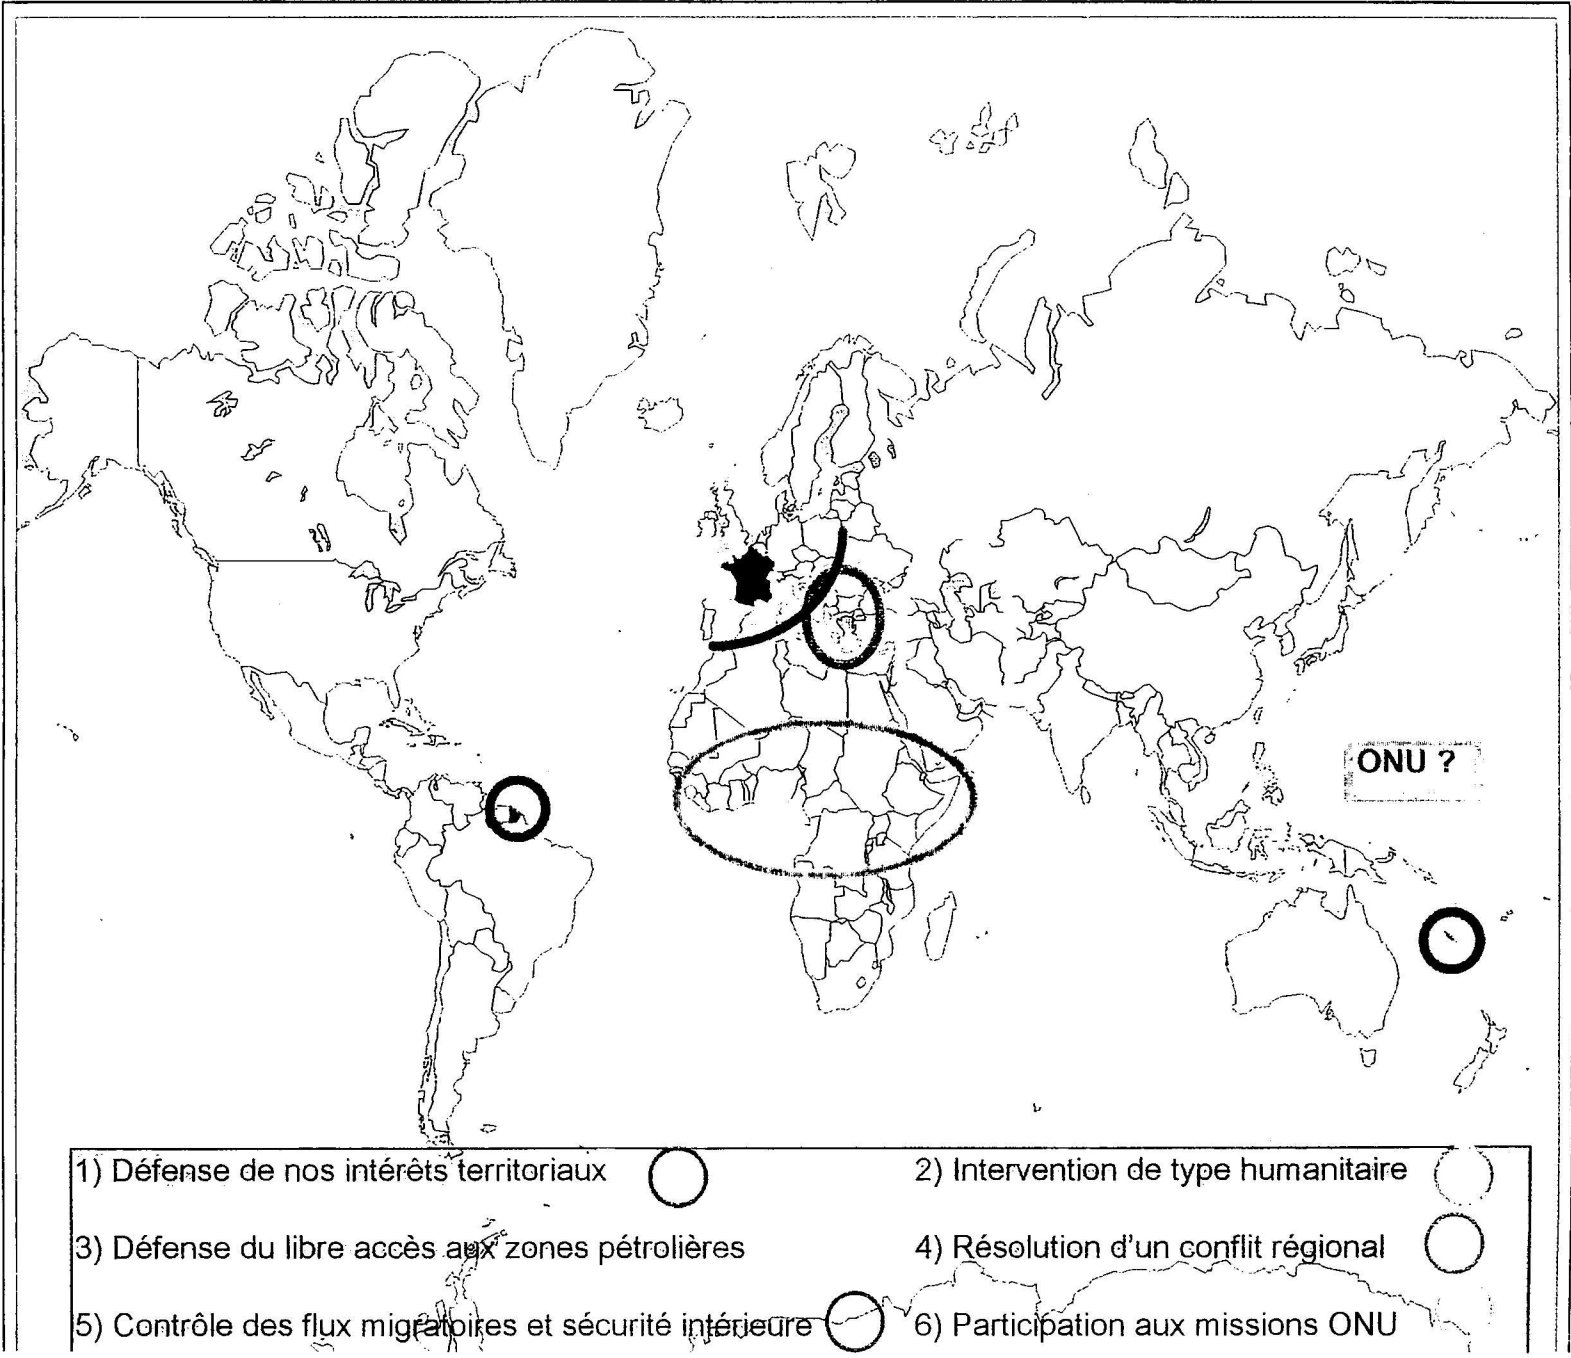 ONU ?
1) Défense de nos intérêts territoriaux
2) Intervention de type humanitaire
3) Défense du libre accès aux zones pétrolières
4) Résolution d'un conflit régional
5) Contrôle des flux migratoires et sécurité intérieure
6) Participation aux missions ONU